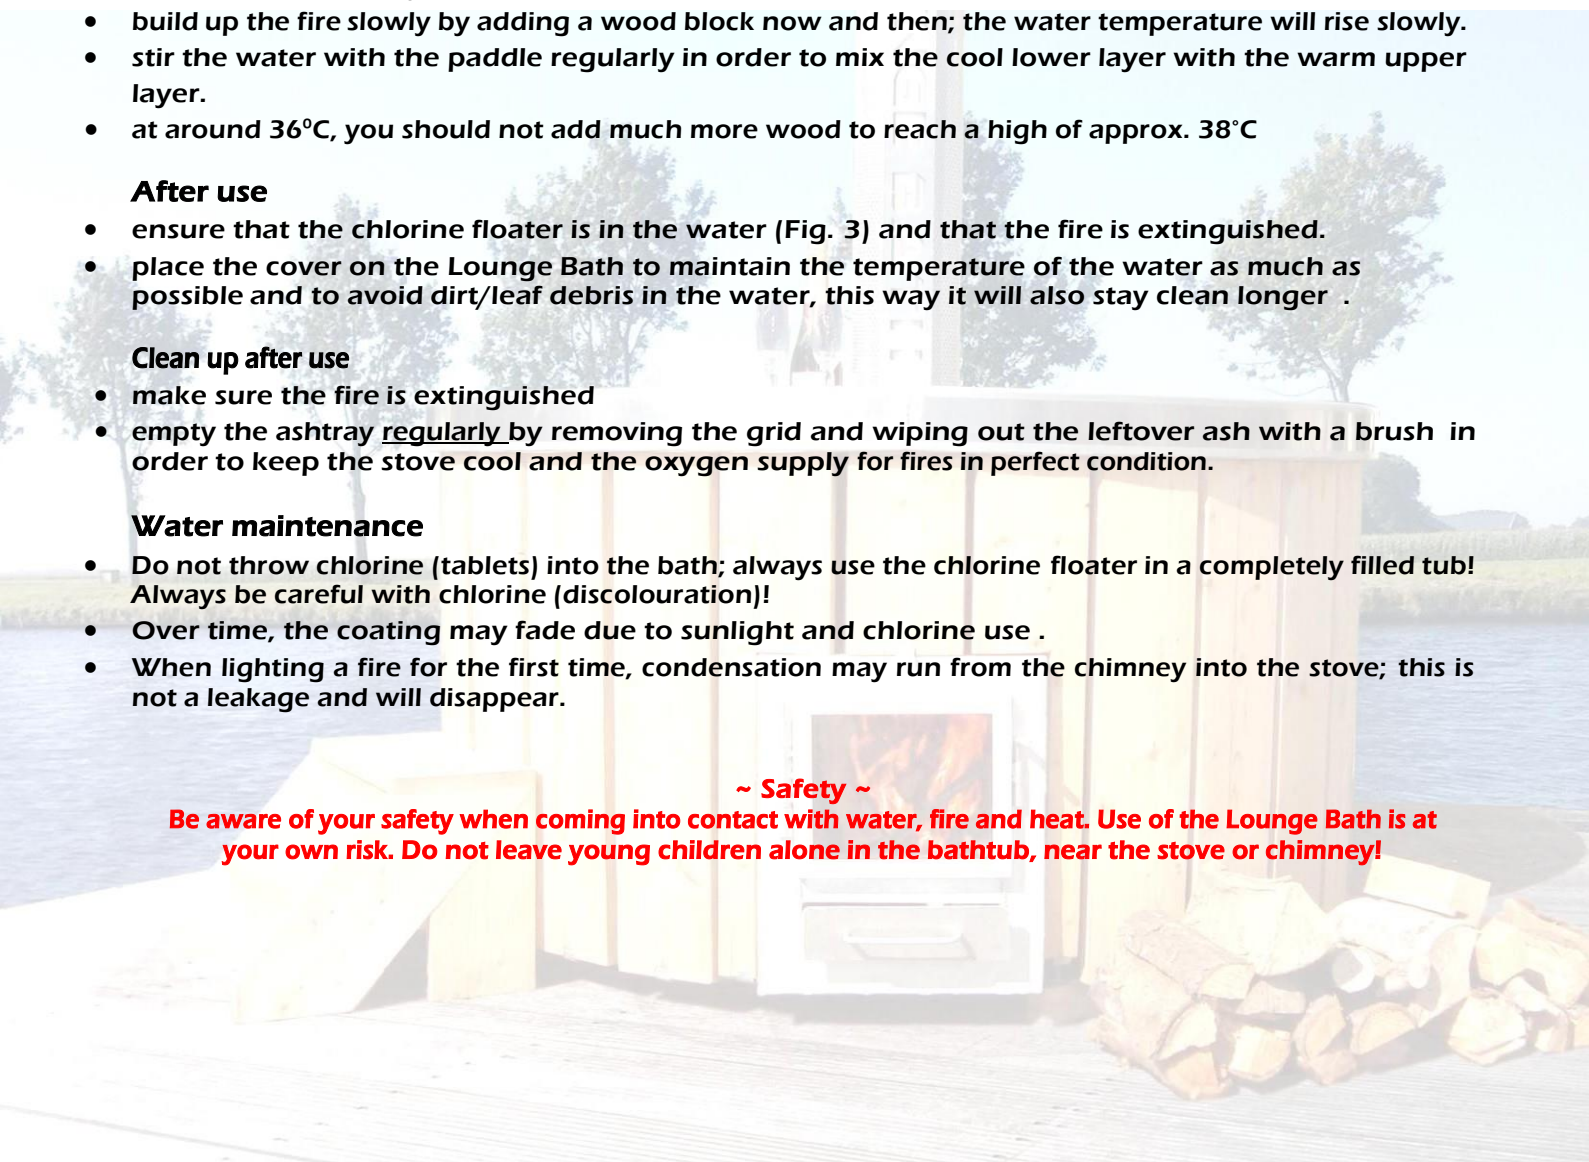 • build up the fire slowly by adding a wood block now and then; the water temperature will rise slowly.
• stir the water with the paddle regularly in order to mix the cool lower layer with the warm upper
layer.
• at around 36⁰C, you should not add much more wood to reach a high of approx. 38°C
After use
• ensure that the chlorine floater is in the water (Fig. 3) and that the fire is extinguished.
• place the cover on the Lounge Bath to maintain the temperature of the water as much as
possible and to avoid dirt/leaf debris in the water, this way it will also stay clean longer .
Clean up after use
• make sure the fire is extinguished
• empty the ashtray regularly by removing the grid and wiping out the leftover ash with a brush in
order to keep the stove cool and the oxygen supply for fires in perfect condition.
Water maintenance
• Do not throw chlorine (tablets) into the bath; always use the chlorine floater in a completely filled tub!
Always be careful with chlorine (discolouration)!
• Over time, the coating may fade due to sunlight and chlorine use .
• When lighting a fire for the first time, condensation may run from the chimney into the stove; this is
not a leakage and will disappear.
~ Safety ~
Be aware of your safety when coming into contact with water, fire and heat. Use of the Lounge Bath is at
your own risk. Do not leave young children alone in the bathtub, near the stove or chimney!